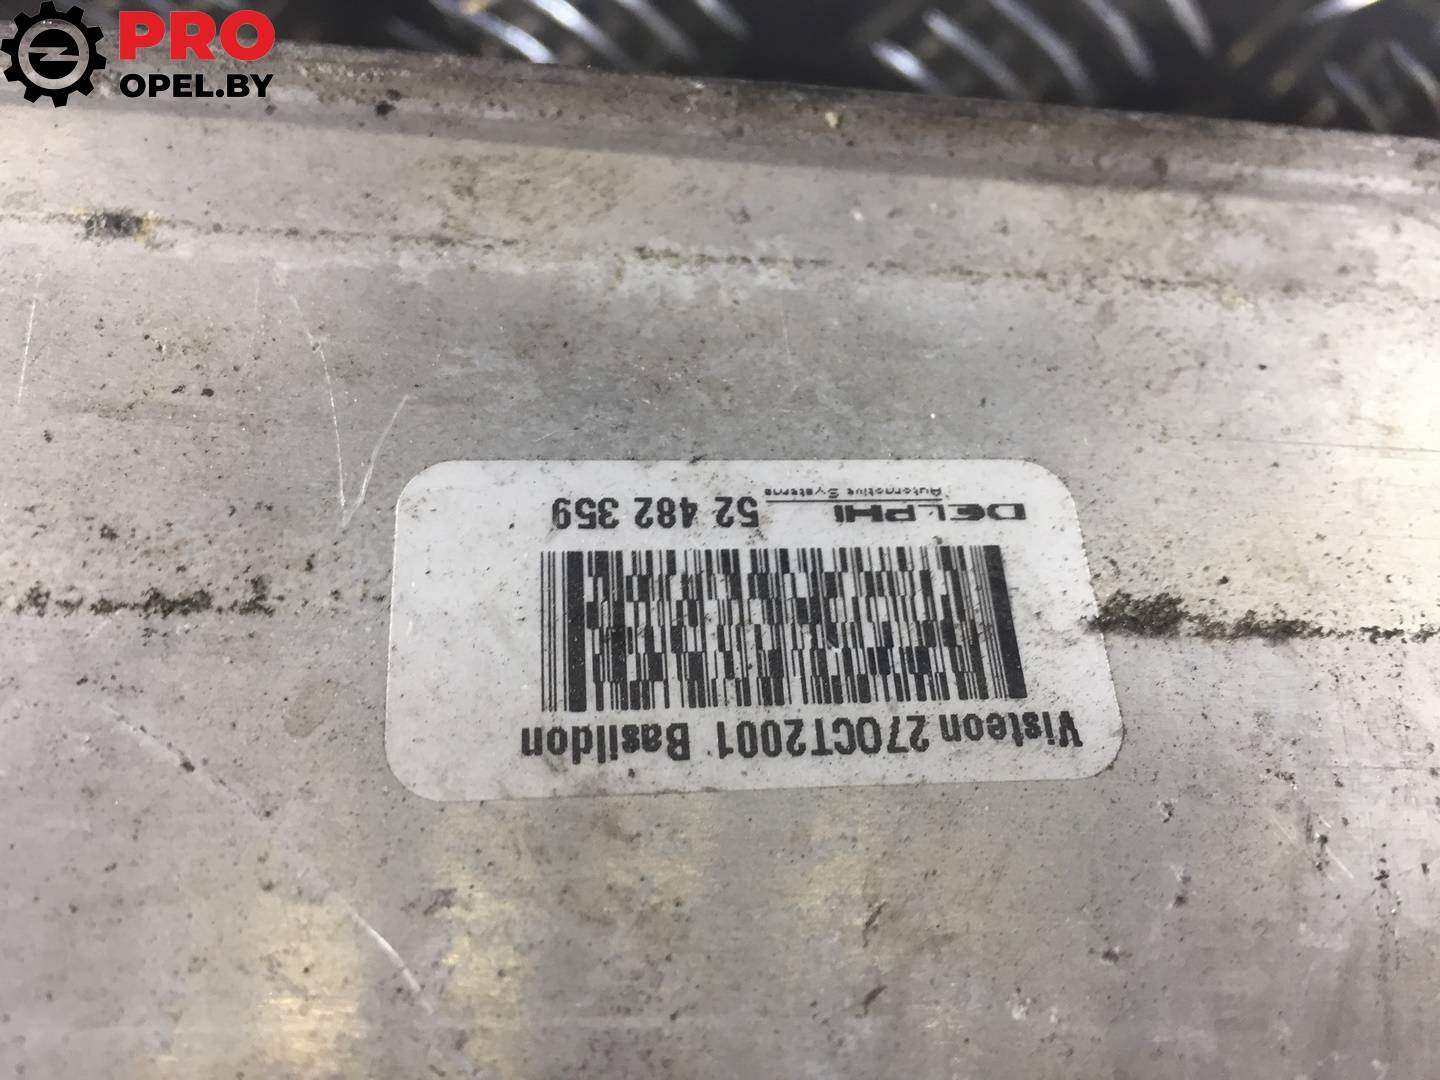 PRO
OPEL.BY
Visteon 27OCT2001 Basildon
DELPHI 52 482 359
Automotive Systems